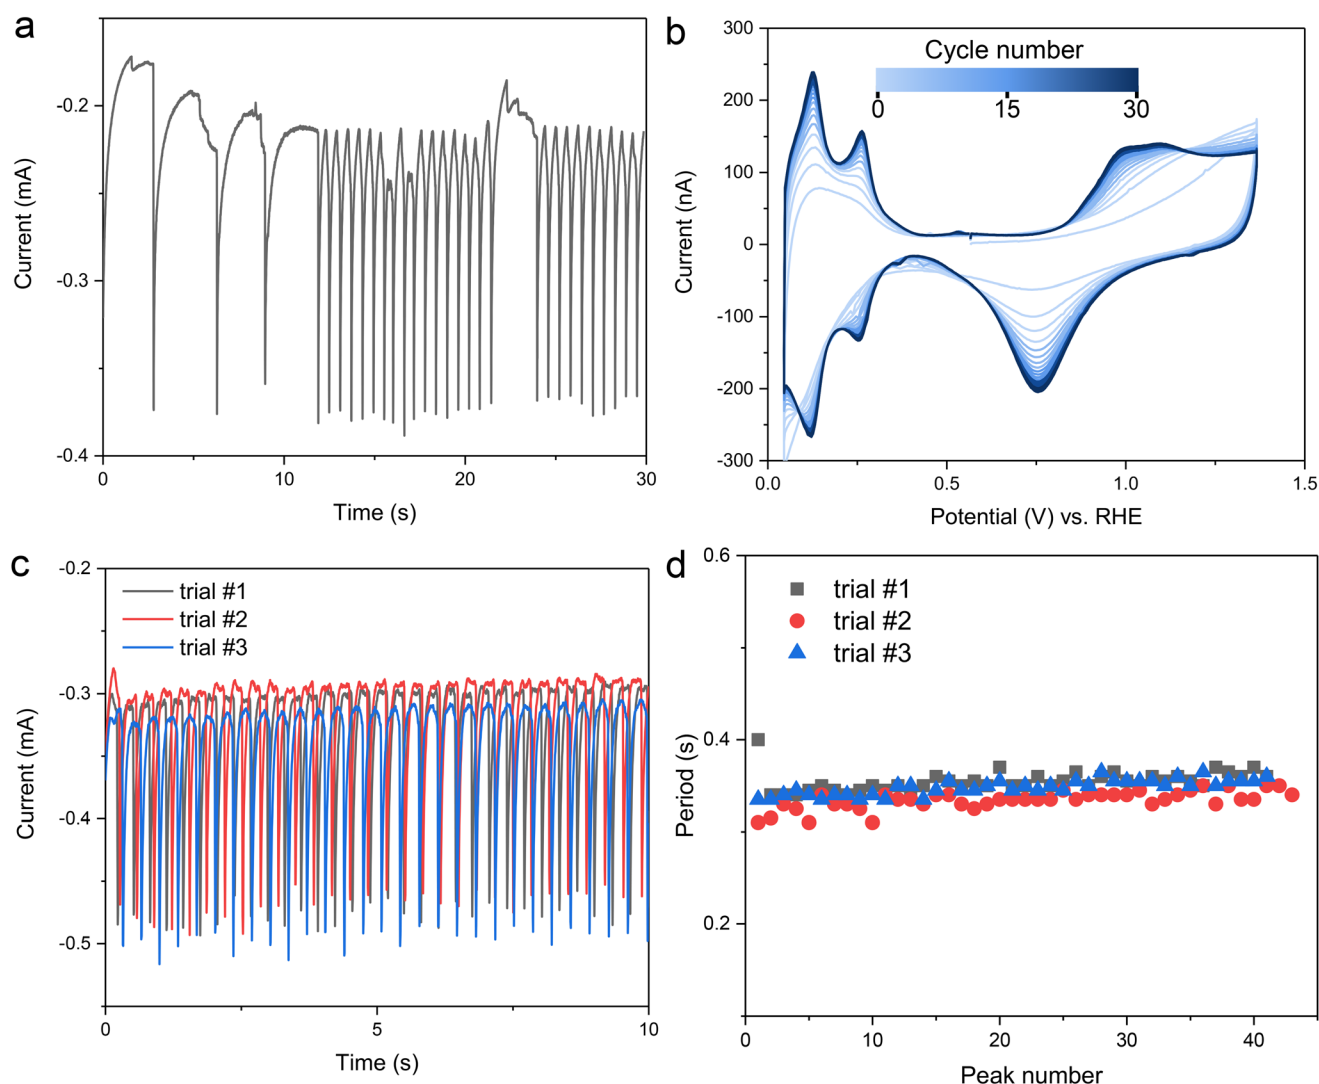 a
-0.2
-0.3
-0.4
0
10
20
30
Current (mA)
Time (s)
b
Cycle number
0
15
30
300
200
100
0
-100
-200
-300
0.0
0.5
1.0
1.5
Current (nA)
Potential (V) vs. RHE
c
trial #1
trial #2
trial #3
-0.2
-0.3
-0.4
-0.5
0
5
10
Current (mA)
Time (s)
d
trial #1
trial #2
trial #3
0.6
0.4
0.2
0
10
20
30
40
Period (s)
Peak number